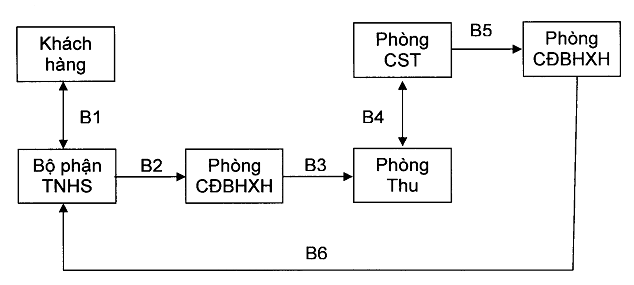 Khách
hàng
Phòng
CST
B5
Phòng
CĐBHXH
B1
B4
Bộ phận
TNHS
B2
Phòng
CĐBHXH
B3
Phòng
Thu
B6